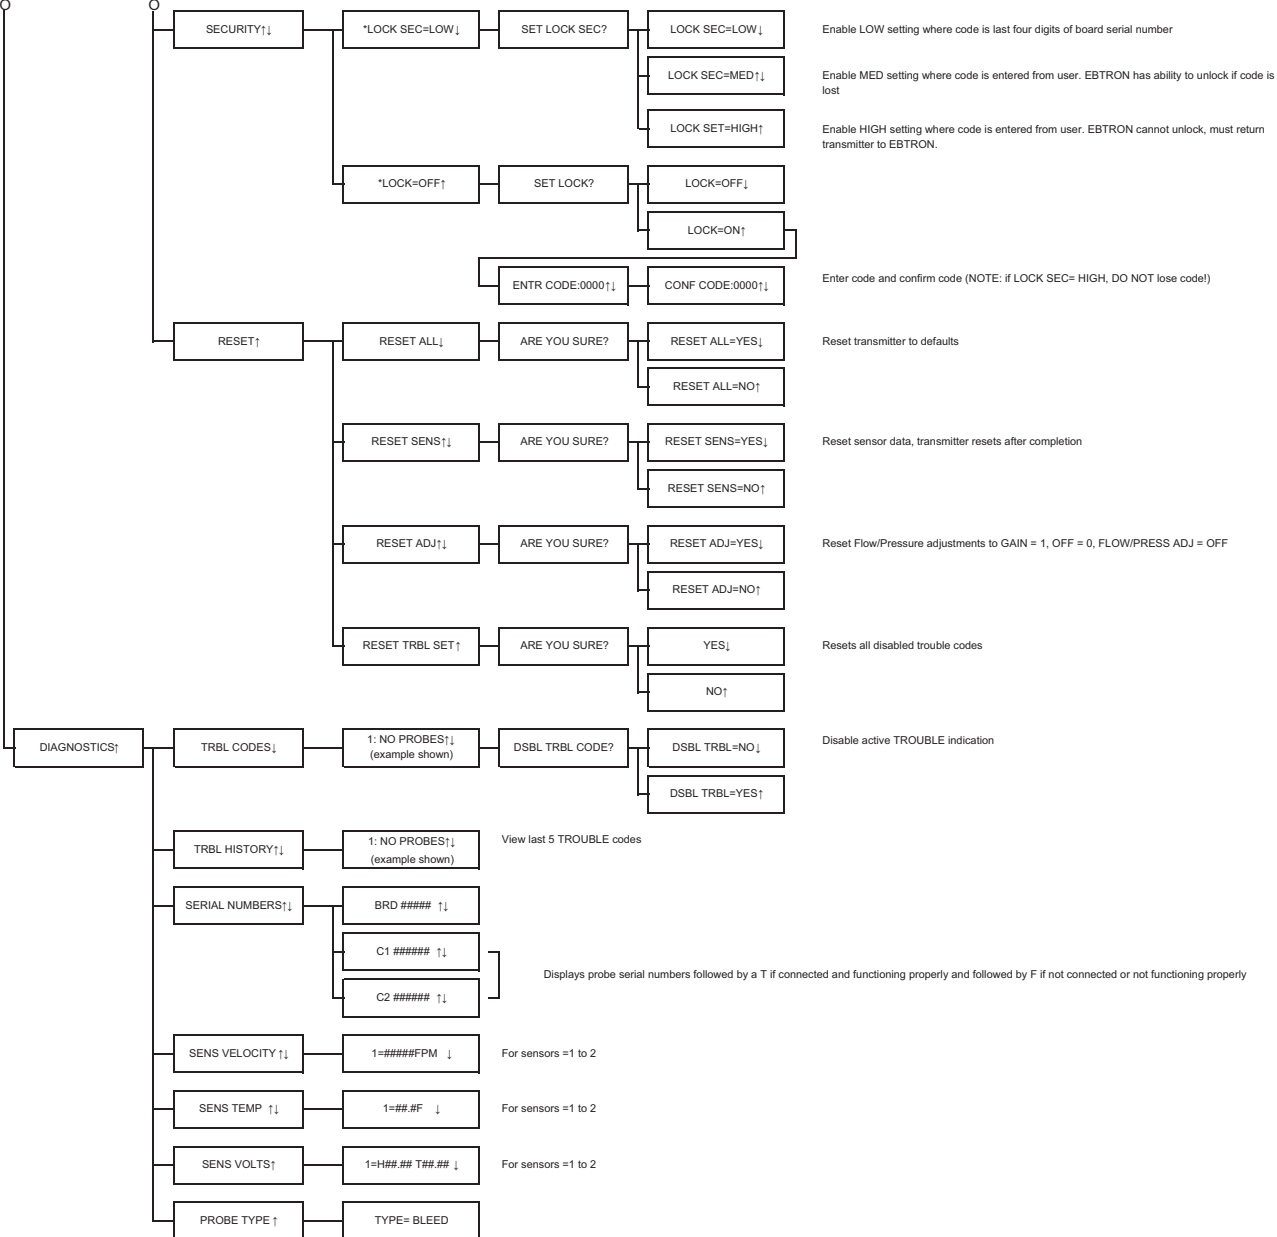 O O
SECURITY↑↓ *LOCK SEC=LOW↓ SET LOCK SEC? LOCK SEC=LOW↓ Enable LOW setting where code is last four digits of board serial number
LOCK SEC=MED↑↓ Enable MED setting where code is entered from user. EBTRON has ability to unlock if code is
lost
LOCK SET=HIGH↑ Enable HIGH setting where code is entered from user. EBTRON cannot unlock, must return
transmitter to EBTRON.
*LOCK=OFF↑ SET LOCK? LOCK=OFF↓
LOCK=ON↑
ENTR CODE:0000↑↓ CONF CODE:0000↑↓ Enter code and confirm code (NOTE: if LOCK SEC= HIGH, DO NOT lose code!)
RESET↑ RESET ALL↓ ARE YOU SURE? RESET ALL=YES↓ Reset transmitter to defaults
RESET ALL=NO↑
RESET SENS↑↓ ARE YOU SURE? RESET SENS=YES↓ Reset sensor data, transmitter resets after completion
RESET SENS=NO↑
RESET ADJ↑↓ ARE YOU SURE? RESET ADJ=YES↓ Reset Flow/Pressure adjustments to GAIN = 1, OFF = 0, FLOW/PRESS ADJ = OFF
RESET ADJ=NO↑
RESET TRBL SET↑ ARE YOU SURE? YES↓ Resets all disabled trouble codes
NO↑
DIAGNOSTICS↑ TRBL CODES↓ 1: NO PROBES↑↓ DSBL TRBL CODE? DSBL TRBL=NO↓ Disable active TROUBLE indication
(example shown)
DSBL TRBL=YES↑
TRBL HISTORY↑↓ 1: NO PROBES↑↓ View last 5 TROUBLE codes
(example shown)
SERIAL NUMBERS↑↓ BRD ##### ↑↓
C1 ###### ↑↓
Displays probe serial numbers followed by a T if connected and functioning properly and followed by F if not connected or not functioning properly
C2 ###### ↑↓
SENS VELOCITY↑↓ 1=#####FPM ↓ For sensors =1 to 2
SENS TEMP ↑↓ 1=##.#F ↓ For sensors =1 to 2
SENS VOLTS↑ 1=H##.## T##.## ↓ For sensors =1 to 2
PROBE TYPE ↑ TYPE= BLEED